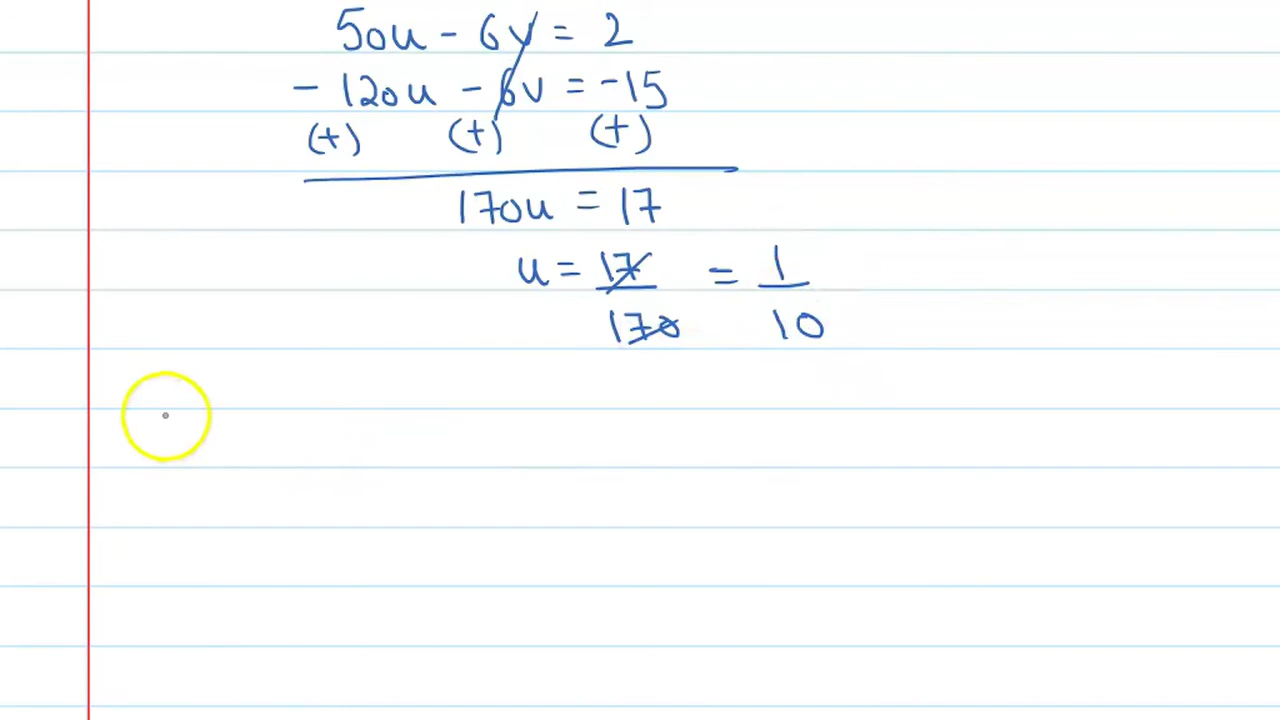 50u - 6v = 2
- 120u - 6v = -15
(+) (+) (+)
170u = 17
u = 17/170 = 1/10